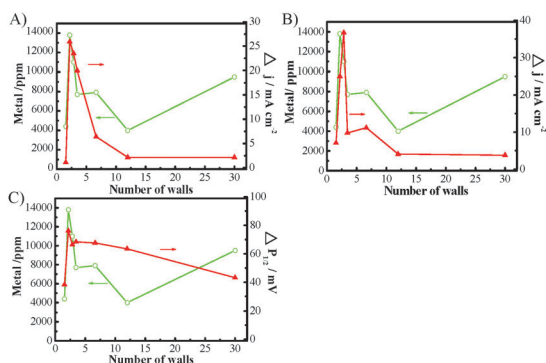 A)
14000
12000
10000
8000
6000
4000
2000
0
Metal /ppm
30
25
20
15
10
5
0
△ j / mA cm⁻²
0 5 10 15 20 25 30
Number of walls
B)
14000
12000
10000
8000
6000
4000
2000
0
Metal/ ppm
40
30
20
10
0
△ j / mA cm⁻²
0 5 10 15 20 25 30
Number of walls
C)
14000
12000
10000
8000
6000
4000
2000
0
Metal / ppm
100
80
60
40
20
0
△ P1/2 / mV
0 5 10 15 20 25 30
Number of walls